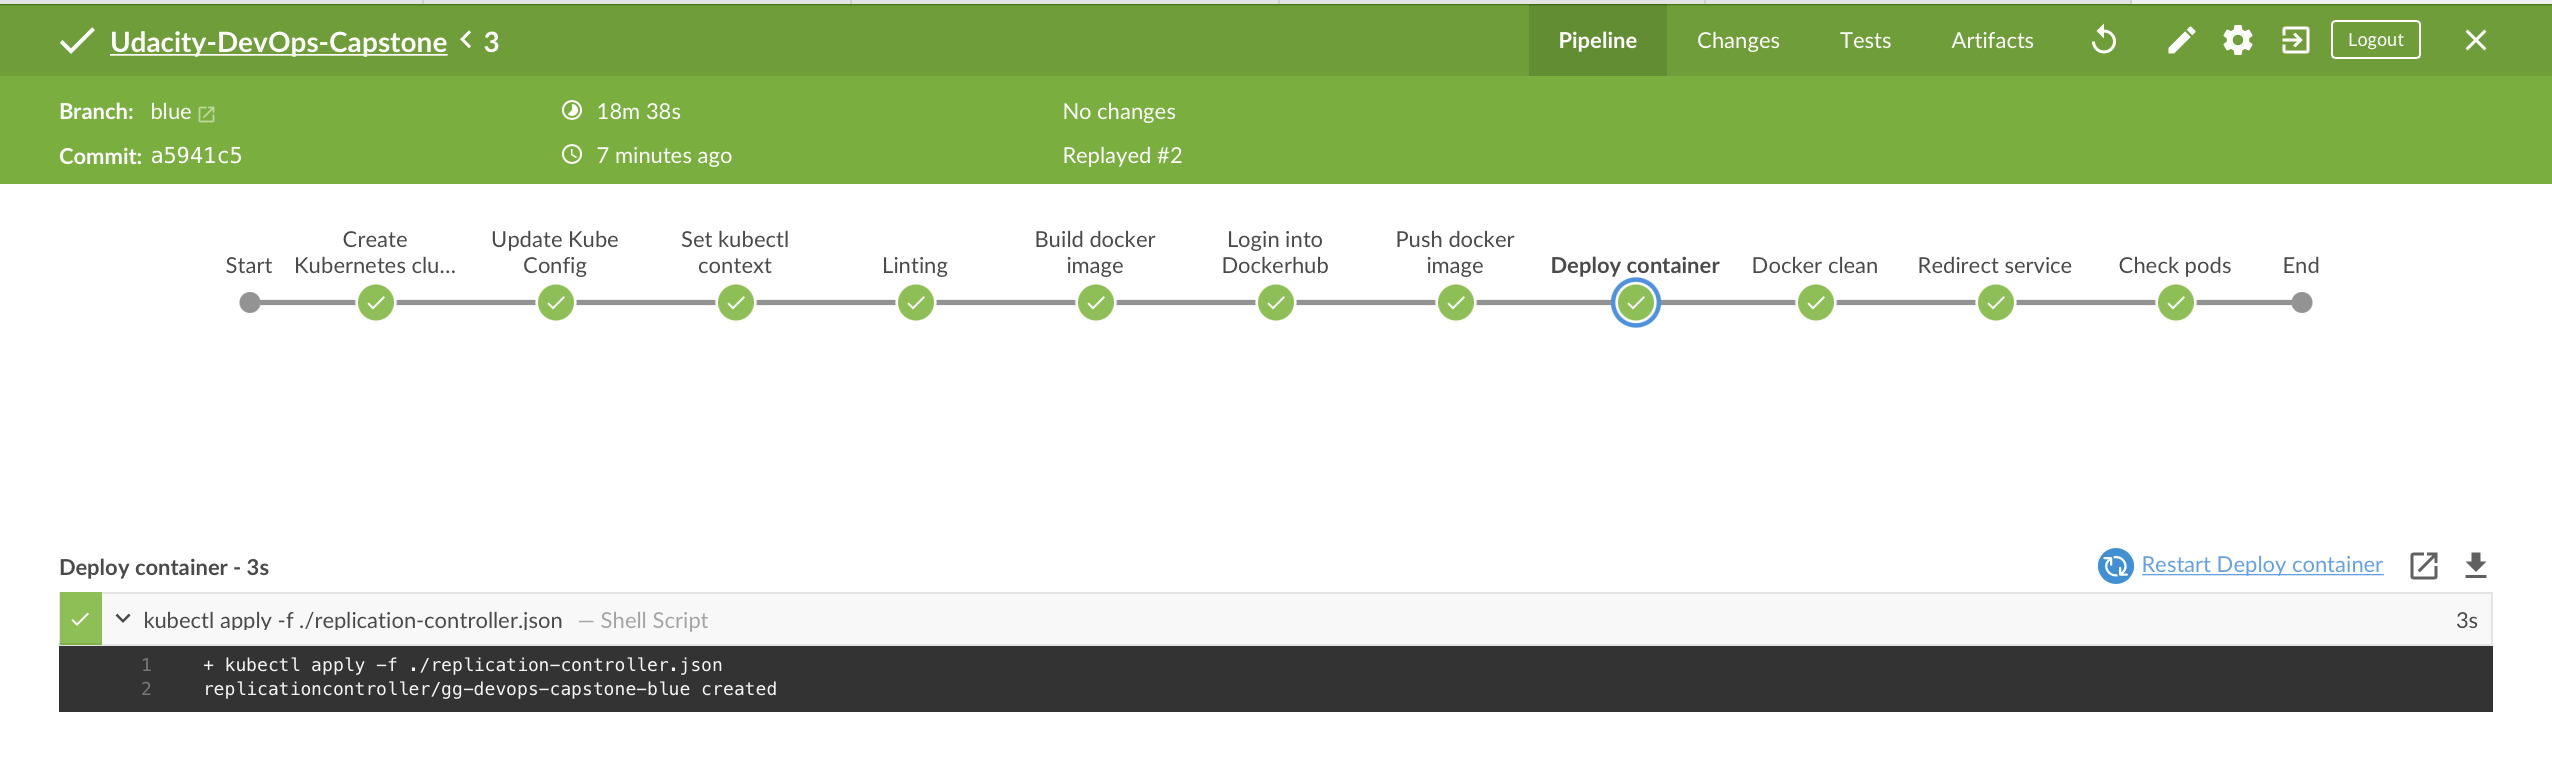 Udacity-DevOps-Capstone < 3
Pipeline Changes Tests Artifacts Logout
Branch: blue 18m 38s No changes
Commit: a5941c5 7 minutes ago Replayed #2
Start
Create
Kubernetes clu...
Update Kube
Config
Set kubectl
context
Linting
Build docker
image
Login into
Dockerhub
Push docker
image
Deploy container
Docker clean
Redirect service
Check pods
End
Deploy container - 3s
Restart Deploy container
kubectl apply -f ./replication-controller.json — Shell Script 3s
1 + kubectl apply -f ./replication-controller.json
2 replicationcontroller/gg-devops-capstone-blue created